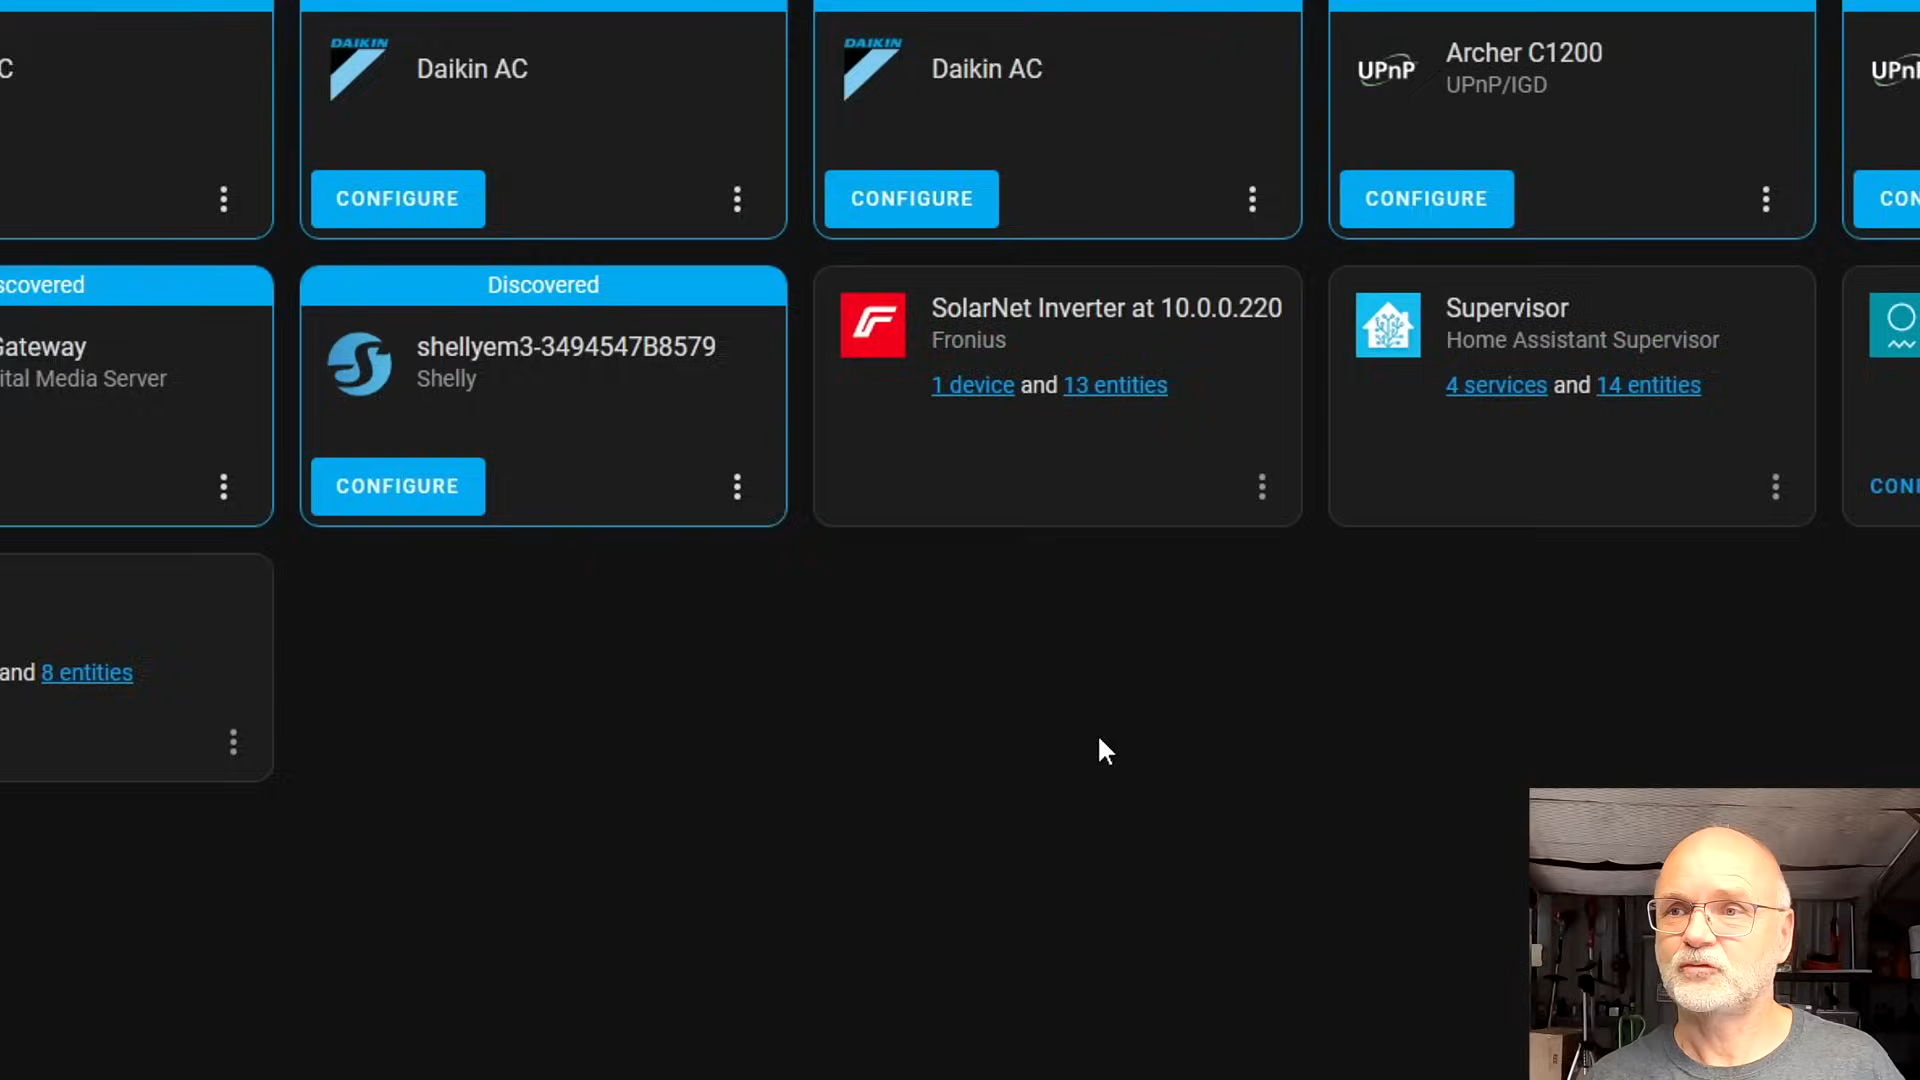 C
DAIKIN
Daikin AC
DAIKIN
Daikin AC
UPnP
Archer C1200
UPnP/IGD
UPnP
CONFIGURE
CONFIGURE
CONFIGURE
CON
scovered
Discovered
Gateway
ital Media Server
shellyem3-3494547B8579
Shelly
SolarNet Inverter at 10.0.0.220
Fronius
1 device and 13 entities
Supervisor
Home Assistant Supervisor
4 services and 14 entities
CONFIGURE
CONF
and 8 entities